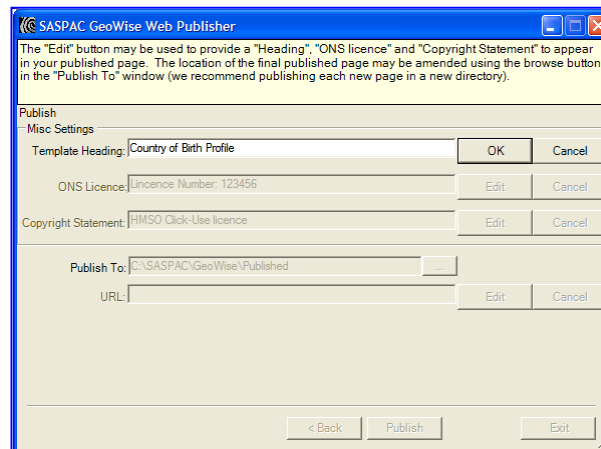 SASPAC GeoWise Web Publisher
The "Edit" button may be used to provide a "Heading", "ONS licence" and "Copyright Statement" to appear
in your published page. The location of the final published page may be amended using the browse button
in the "Publish To" window (we recommend publishing each new page in a new directory).
Publish
Misc Settings
Template Heading: Country of Birth Profile OK Cancel
ONS Licence: Lincence Number: 123456 Edit Cancel
Copyright Statement: HMSO Click-Use licence Edit Cancel
Publish To: C:\SASPAC\GeoWise\Published ...
URL: Edit Cancel
< Back Publish Exit